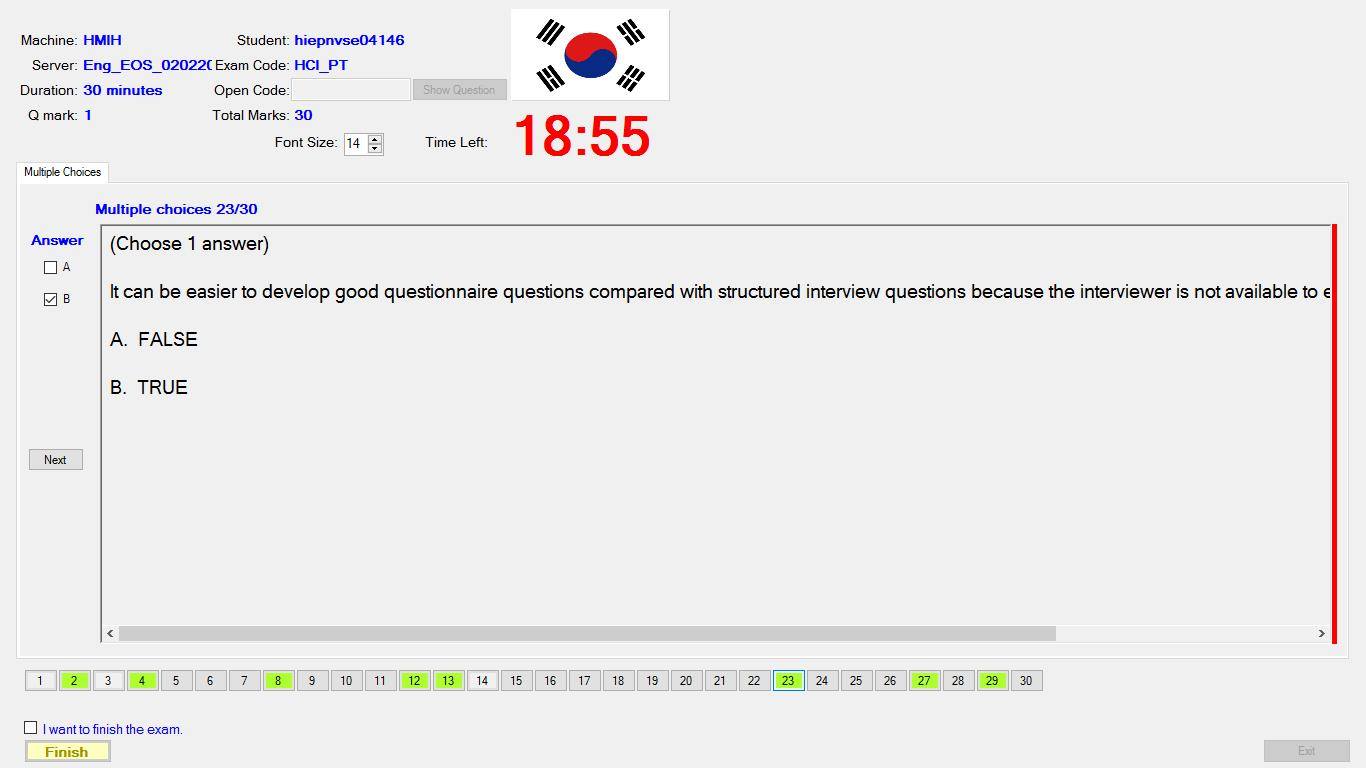 Machine: HMIH Student: hiepnvse04146
Server: Eng_EOS_020220 Exam Code: HCI_PT
Duration: 30 minutes Open Code: Show Question
Q mark: 1 Total Marks: 30
Font Size: 14 Time Left: 18:55
Multiple Choices
Multiple choices 23/30
Answer
A
B
Next
(Choose 1 answer)
It can be easier to develop good questionnaire questions compared with structured interview questions because the interviewer is not available to e
A. FALSE
B. TRUE
1 2 3 4 5 6 7 8 9 10 11 12 13 14 15 16 17 18 19 20 21 22 23 24 25 26 27 28 29 30
I want to finish the exam.
Finish Exit